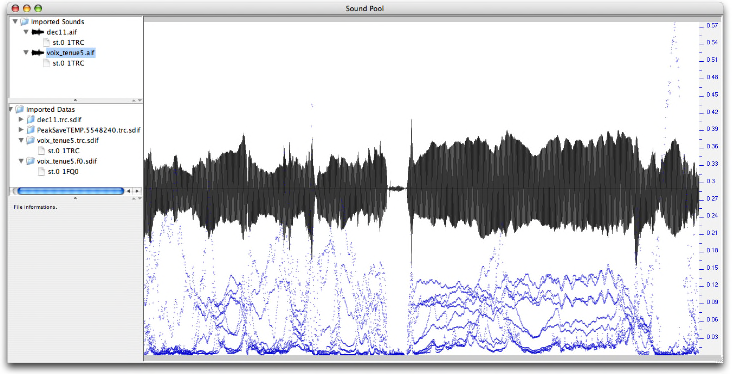 Sound Pool
Imported Sounds
dec11.aif
st.0 1TRC
voix_tenue5.aif
st.0 1TRC
Imported Datas
dec11.trc.sdif
PeakSaveTEMP.5548240.trc.sdif
voix_tenue5.trc.sdif
st.0 1TRC
voix_tenue5.f0.sdif
st.0 1FQ0
File informations.
0.57
0.54
0.51
0.48
0.45
0.42
0.39
0.36
0.33
0.3
0.27
0.24
0.21
0.18
0.15
0.12
0.09
0.06
0.03